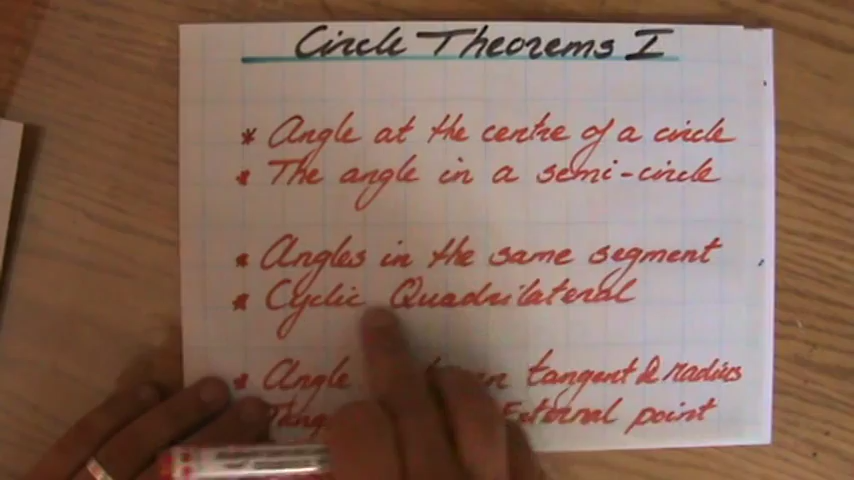 Circle Theorems I
* Angle at the centre of a circle
* The angle in a semi-circle
* Angles in the same segment
* Cyclic Quadrilateral
* Angle tangent & radius
External point